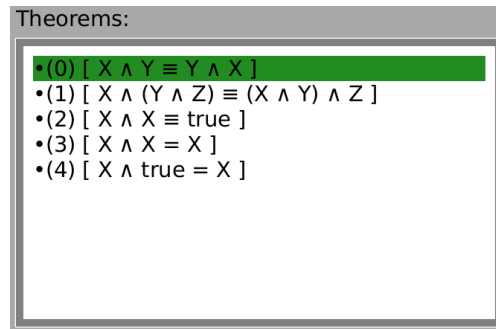 Theorems:
•(0) [ X ∧ Y ≡ Y ∧ X ]
•(1) [ X ∧ (Y ∧ Z) ≡ (X ∧ Y) ∧ Z ]
•(2) [ X ∧ X ≡ true ]
•(3) [ X ∧ X = X ]
•(4) [ X ∧ true = X ]